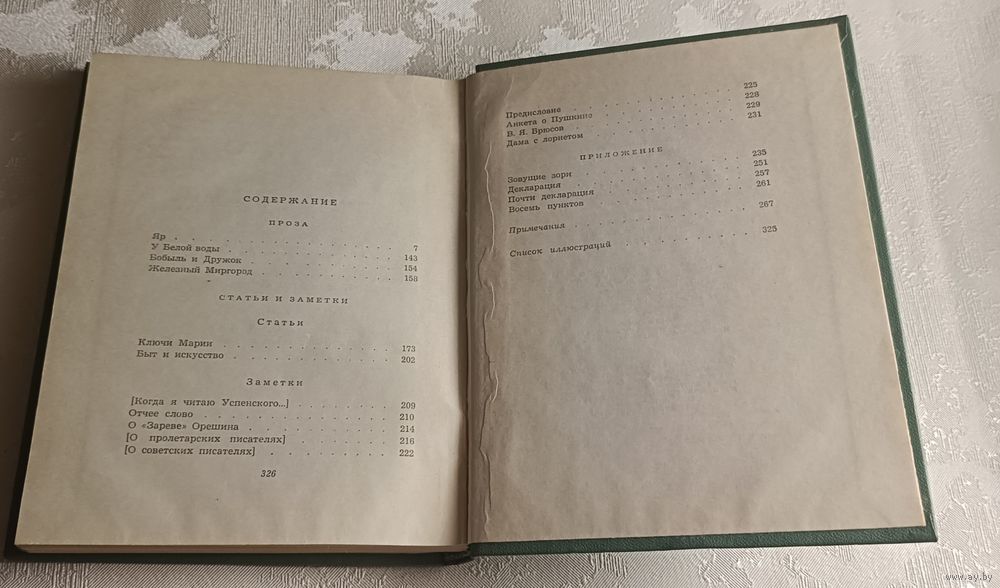 СОДЕРЖАНИЕ
ПРОЗА
Яр . . . . . . . . . . . . . . . . 7
У Белой воды . . . . . . . . . . . . 143
Бобыль и Дружок . . . . . . . . . . . 154
Железный Миргород . . . . . . . . . . 158
СТАТЬИ И ЗАМЕТКИ
Статьи
Ключи Марии . . . . . . . . . . . . 173
Быт и искусство . . . . . . . . . . . 202
Заметки
[Когда я читаю Успенского...] . . . . . . . . 209
Отчее слово . . . . . . . . . . . . 210
О «Зареве» Орешина . . . . . . . . . . 214
[О пролетарских писателях] . . . . . . . . 216
[О советских писателях] . . . . . . . . . 222
326
Предисловие . . . . . . . . . . . . 225
Анкета о Пушкине . . . . . . . . . . 228
В. Я. Брюсов . . . . . . . . . . . . 229
Дама с лорнетом . . . . . . . . . . . 231
ПРИЛОЖЕНИЕ
Зовущие зори . . . . . . . . . . . . 235
Декларация . . . . . . . . . . . . 251
Почти декларация . . . . . . . . . . 257
Восемь пунктов . . . . . . . . . . . 261
Примечания . . . . . . . . . . . . 267
Список иллюстраций . . . . . . . . . . 325
www.ay.by